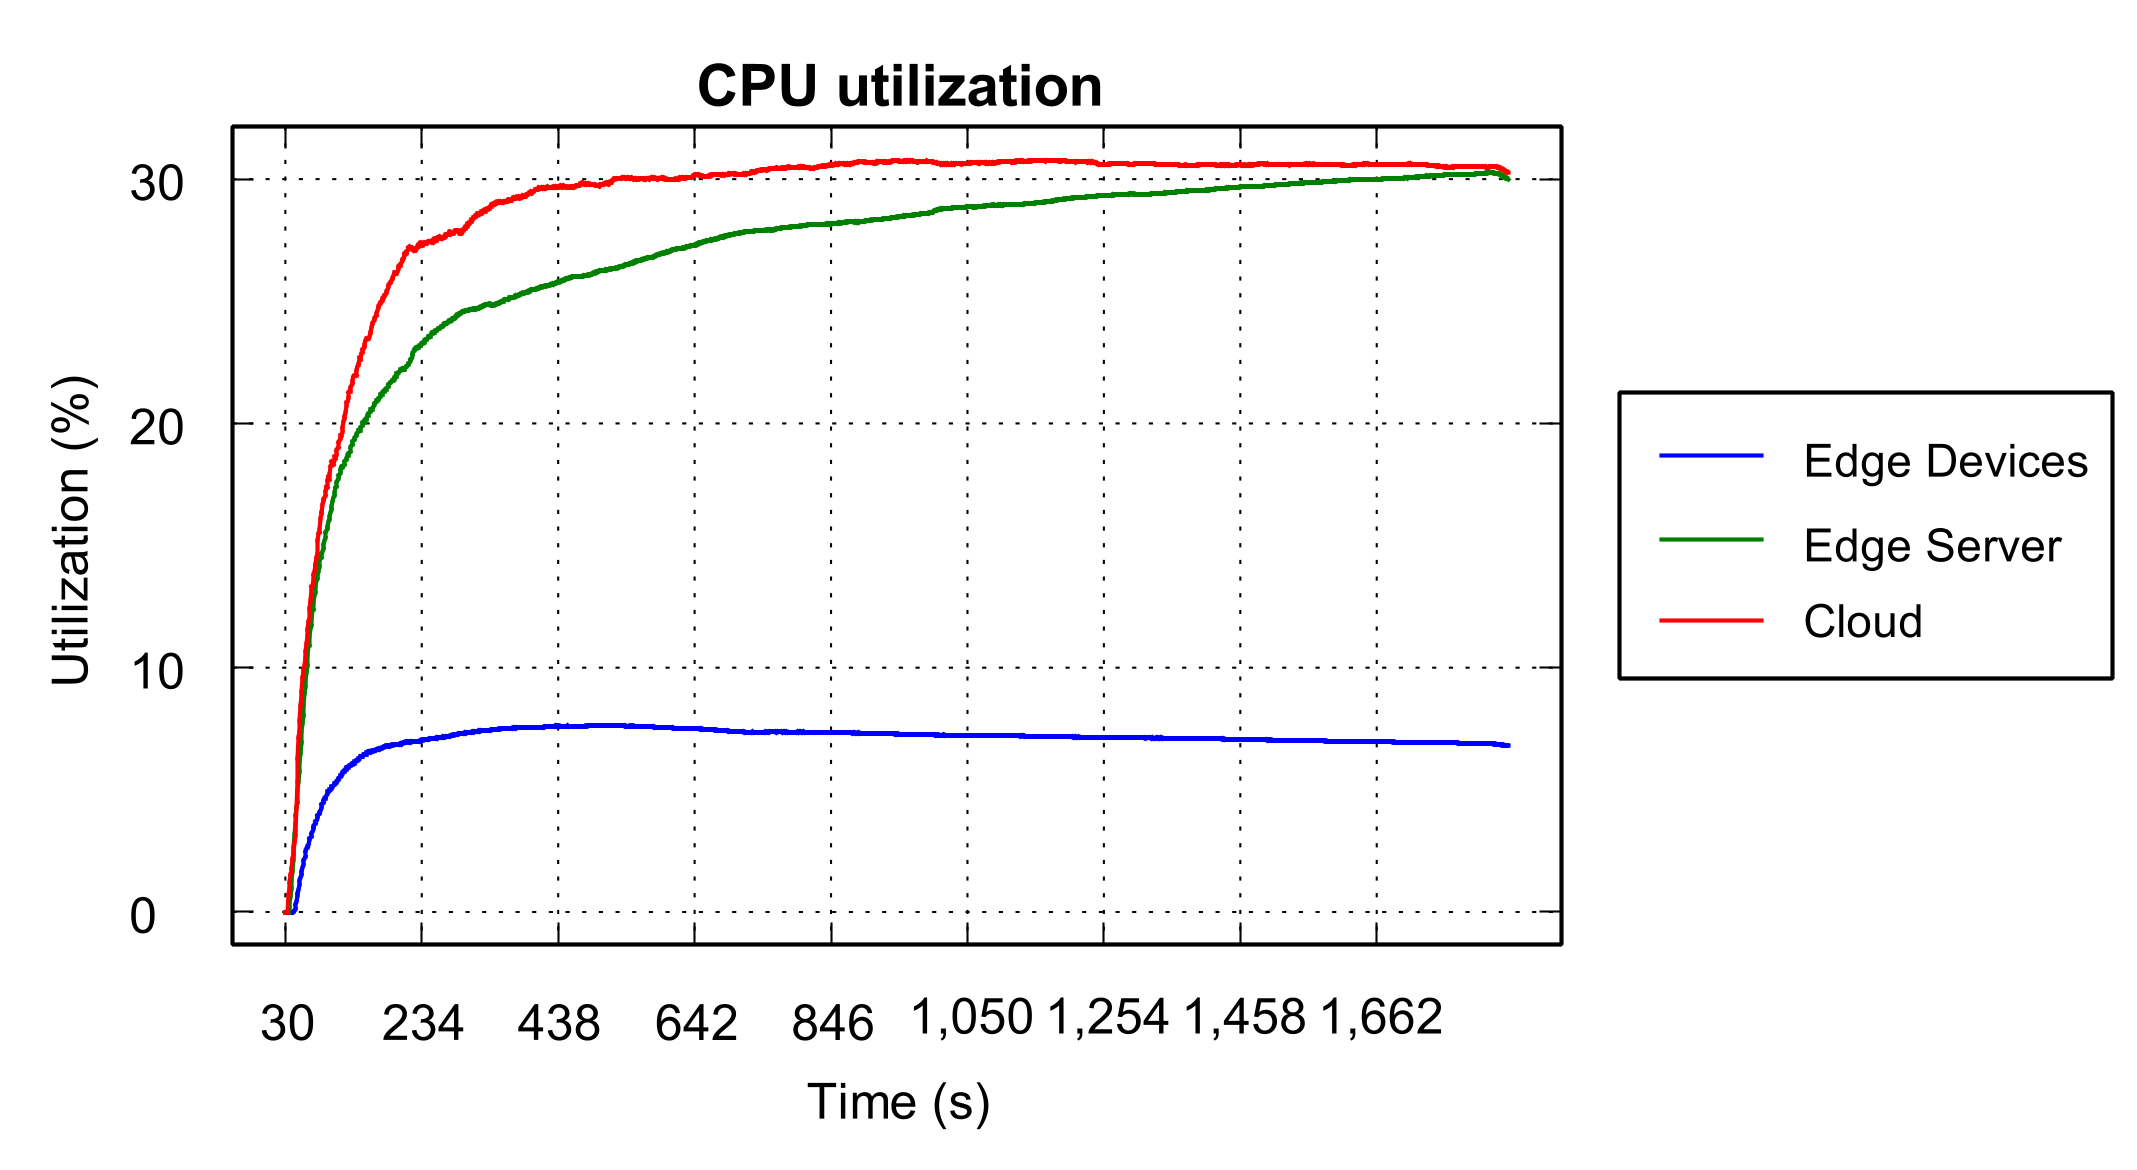 CPU utilization
Utilization (%)
30
20
10
0
30 234 438 642 846 1,050 1,254 1,458 1,662
Time (s)
Edge Devices
Edge Server
Cloud